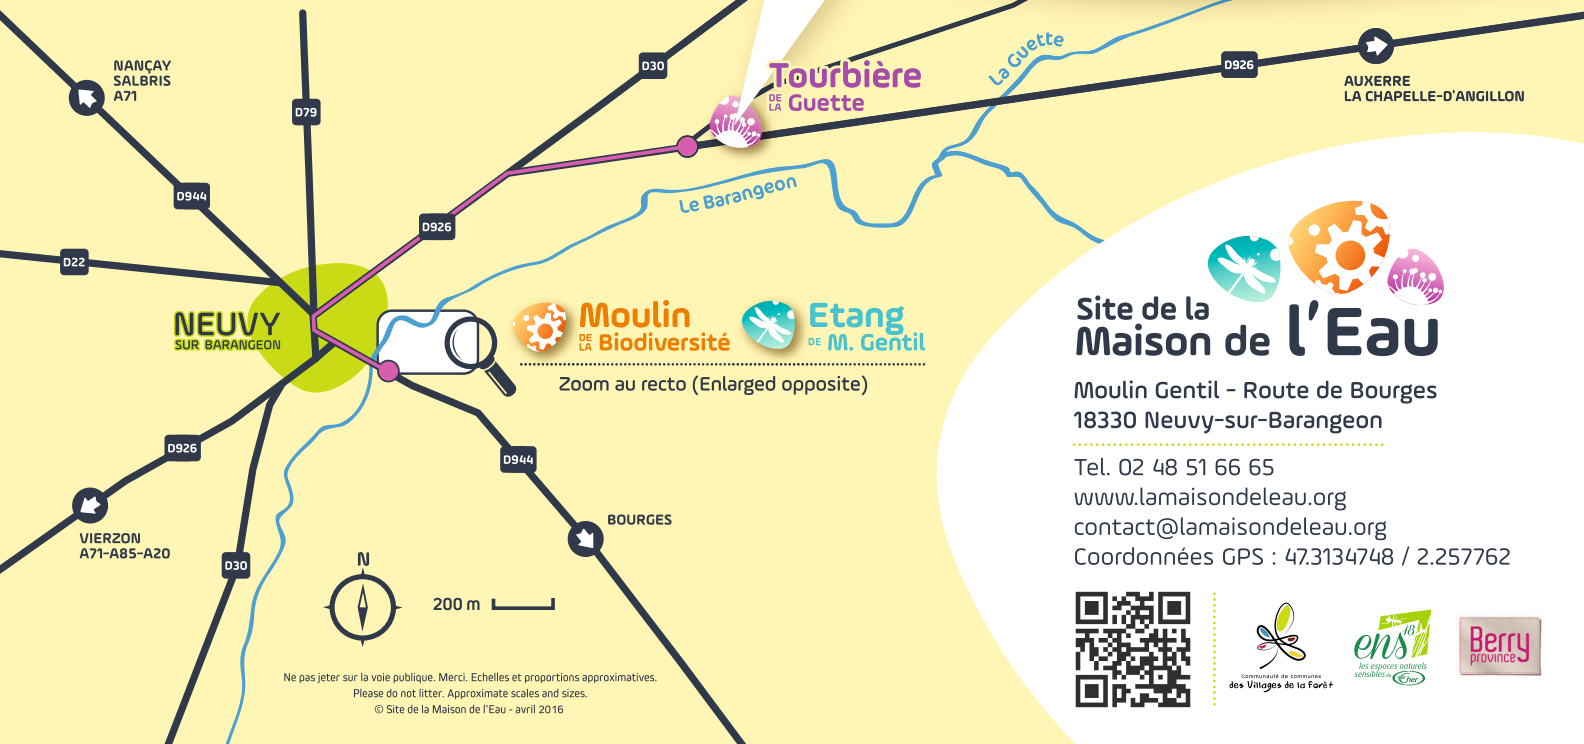 NANÇAY
SALBRIS
A71
D79
D30
Tourbière
DE LA Guette
La Guette
D926
AUXERRE
LA CHAPELLE-D'ANGILLON
D944
D926
Le Barangeon
D22
NEUVY
SUR BARANGEON
Moulin
DE LA Biodiversité
Etang
DE M. Gentil
Zoom au recto (Enlarged opposite)
Site de la
Maison de l'Eau
Moulin Gentil - Route de Bourges
18330 Neuvy-sur-Barangeon
Tel. 02 48 51 66 65
www.lamaisondeleau.org
contact@lamaisondeleau.org
Coordonnées GPS : 47.3134748 / 2.257762
D926
D944
VIERZON
A71-A85-A20
BOURGES
D30
N
200 m
Ne pas jeter sur la voie publique. Merci. Echelles et proportions approximatives.
Please do not litter. Approximate scales and sizes.
© Site de la Maison de l'Eau - avril 2016
Communauté de communes
des Villages de la Forêt
ens18
les espaces naturels
sensibles du Cher
Berry
province